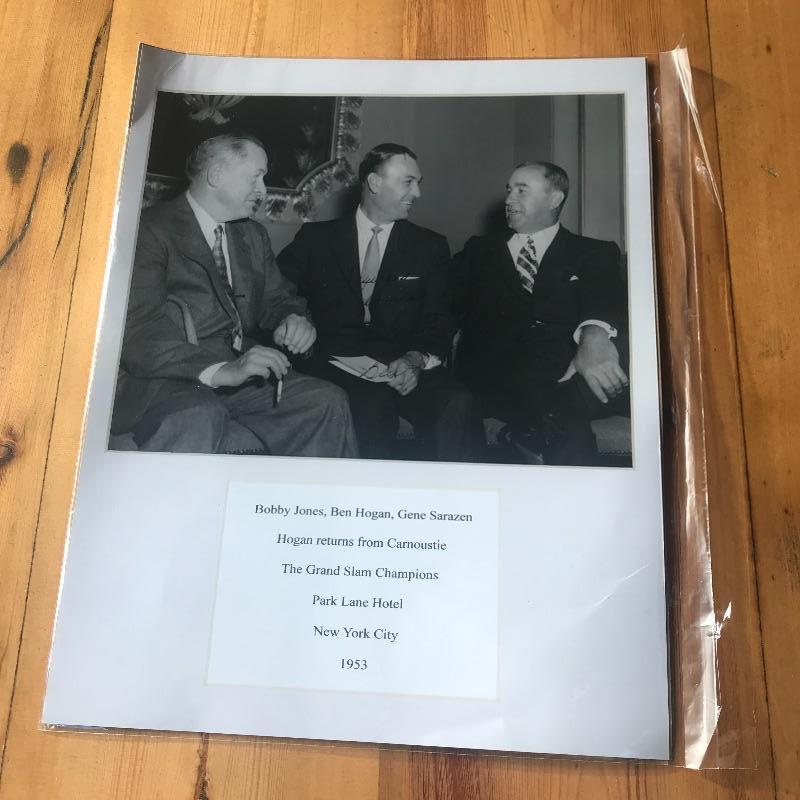 Bobby Jones, Ben Hogan, Gene Sarazen
Hogan returns from Carnoustie
The Grand Slam Champions
Park Lane Hotel
New York City
1953